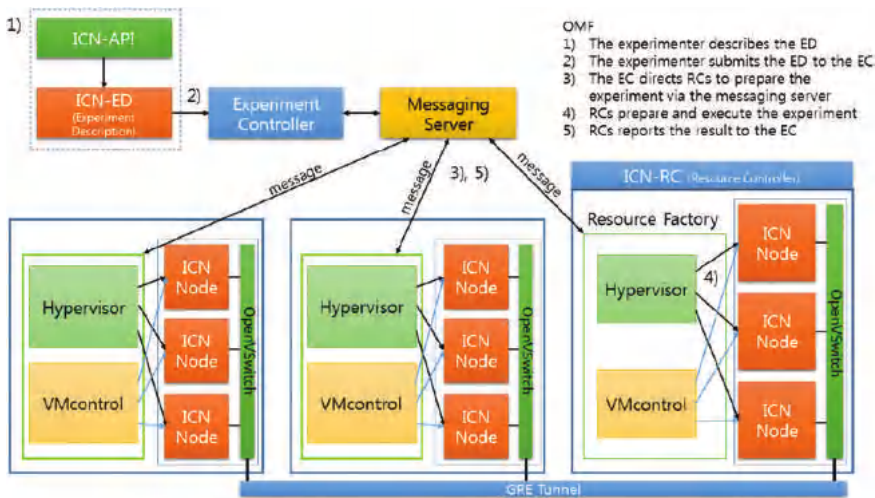 1)
ICN-API
ICN-ED
(Experiment
Description)
2)
Experiment
Controller
Messaging
Server
OMF
1) The experimenter describes the ED
2) The experimenter submits the ED to the EC
3) The EC directs RCs to prepare the
experiment via the messaging server
4) RCs prepare and execute the experiment
5) RCs reports the result to the EC
message
message
3), 5)
message
ICN-RC (Resource Controller)
Resource Factory
Hypervisor
VMcontrol
ICN
Node
ICN
Node
ICN
Node
OpenVSwitch
Hypervisor
VMcontrol
ICN
Node
ICN
Node
ICN
Node
OpenVSwitch
Hypervisor
4)
VMcontrol
ICN
Node
ICN
Node
ICN
Node
OpenVSwitch
GRE Tunnel